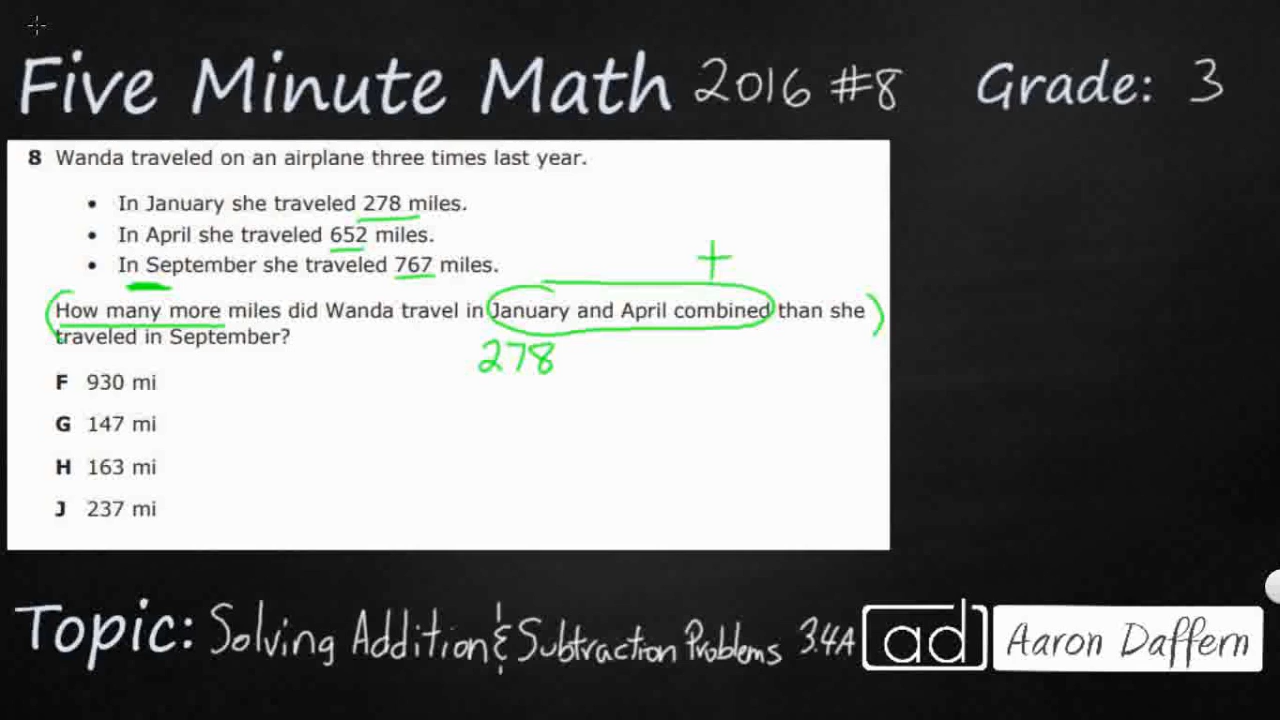 Five Minute Math 2016 #8 Grade: 3
8 Wanda traveled on an airplane three times last year.
• In January she traveled 278 miles.
• In April she traveled 652 miles.
• In September she traveled 767 miles.
+
How many more miles did Wanda travel in January and April combined than she
traveled in September?
278
F 930 mi
G 147 mi
H 163 mi
J 237 mi
Topic: Solving Addition & Subtraction Problems 3.4A ad Aaron Daffern